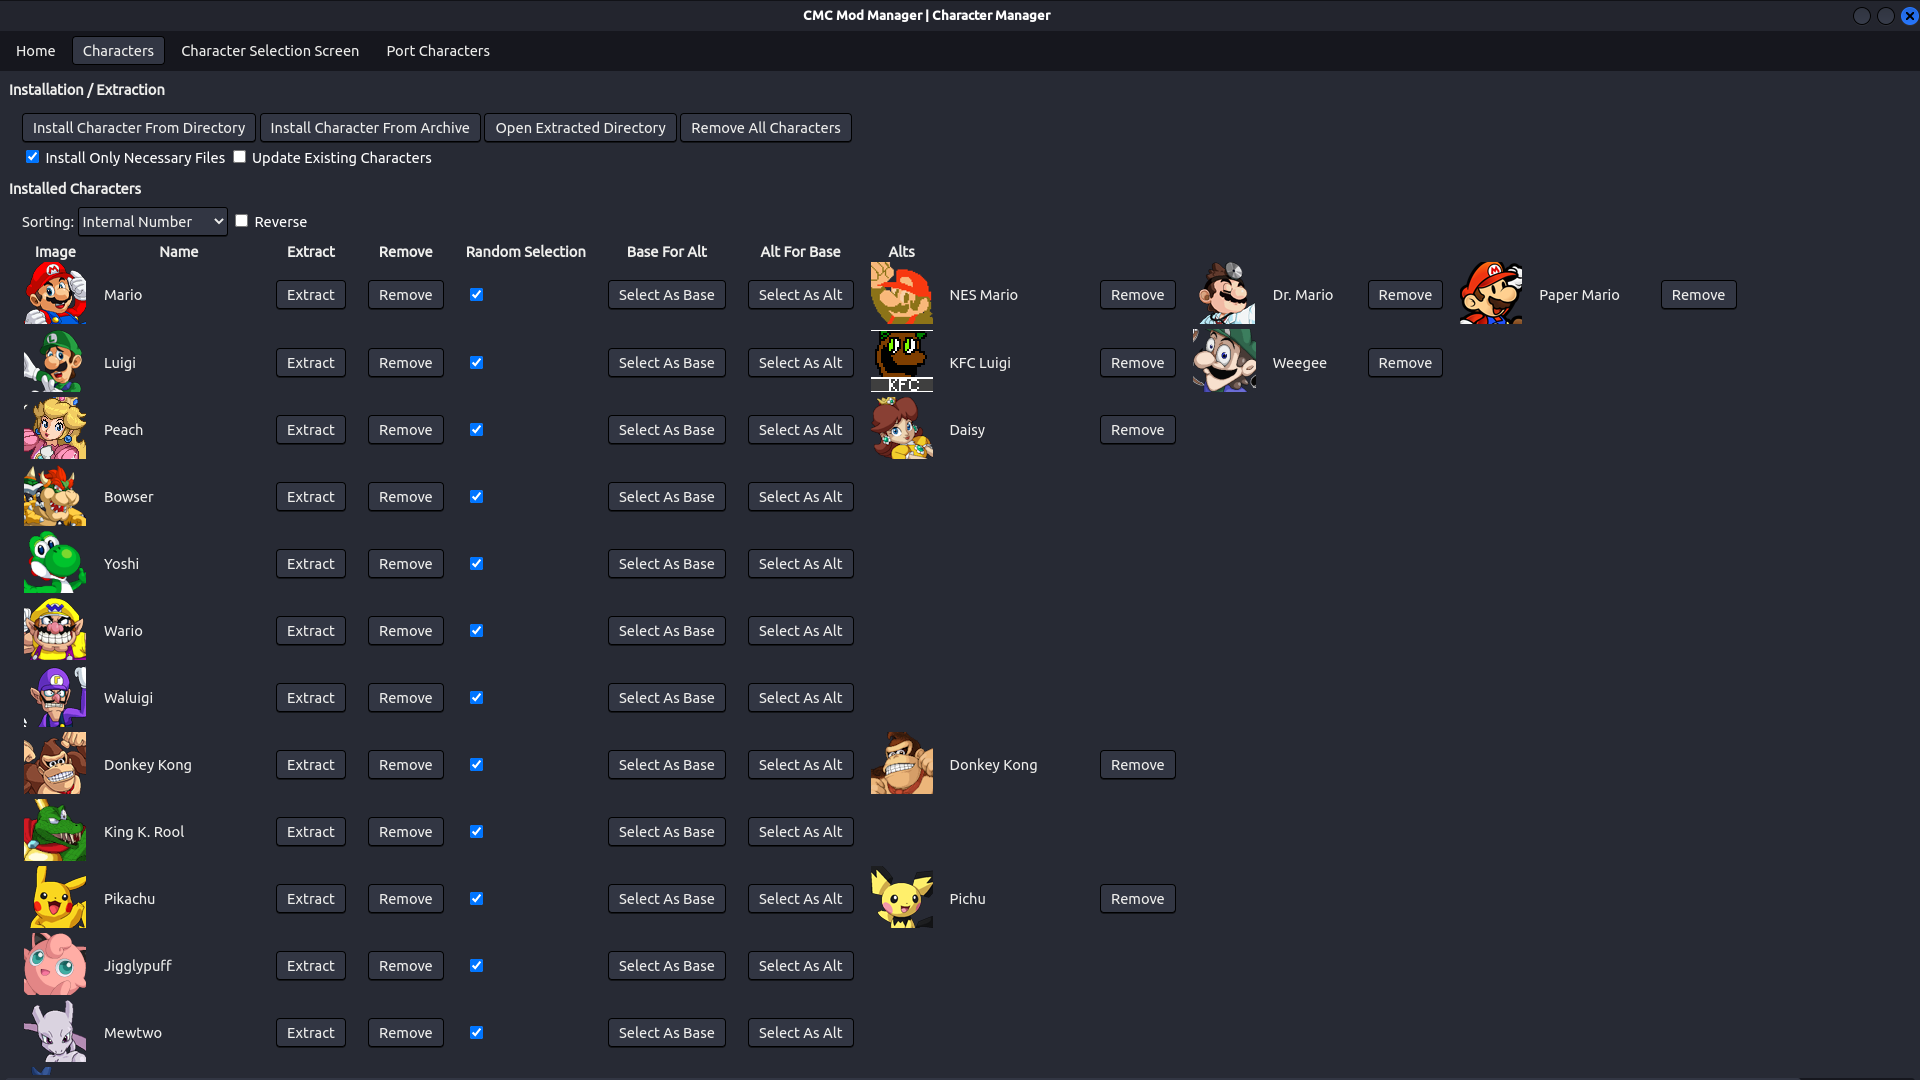 CMC Mod Manager | Character Manager
Home Characters Character Selection Screen Port Characters
Installation / Extraction
Install Character From Directory Install Character From Archive Open Extracted Directory Remove All Characters
Install Only Necessary Files Update Existing Characters
Installed Characters
Sorting: Internal Number Reverse
Image Name Extract Remove Random Selection Base For Alt Alt For Base Alts
Mario Extract Remove Select As Base Select As Alt NES Mario Remove Dr. Mario Remove Paper Mario Remove
Luigi Extract Remove Select As Base Select As Alt KFC KFC Luigi Remove Weegee Remove
Peach Extract Remove Select As Base Select As Alt Daisy Remove
Bowser Extract Remove Select As Base Select As Alt
Yoshi Extract Remove Select As Base Select As Alt
Wario Extract Remove Select As Base Select As Alt
Waluigi Extract Remove Select As Base Select As Alt
Donkey Kong Extract Remove Select As Base Select As Alt Donkey Kong Remove
King K. Rool Extract Remove Select As Base Select As Alt
Pikachu Extract Remove Select As Base Select As Alt Pichu Remove
Jigglypuff Extract Remove Select As Base Select As Alt
Mewtwo Extract Remove Select As Base Select As Alt